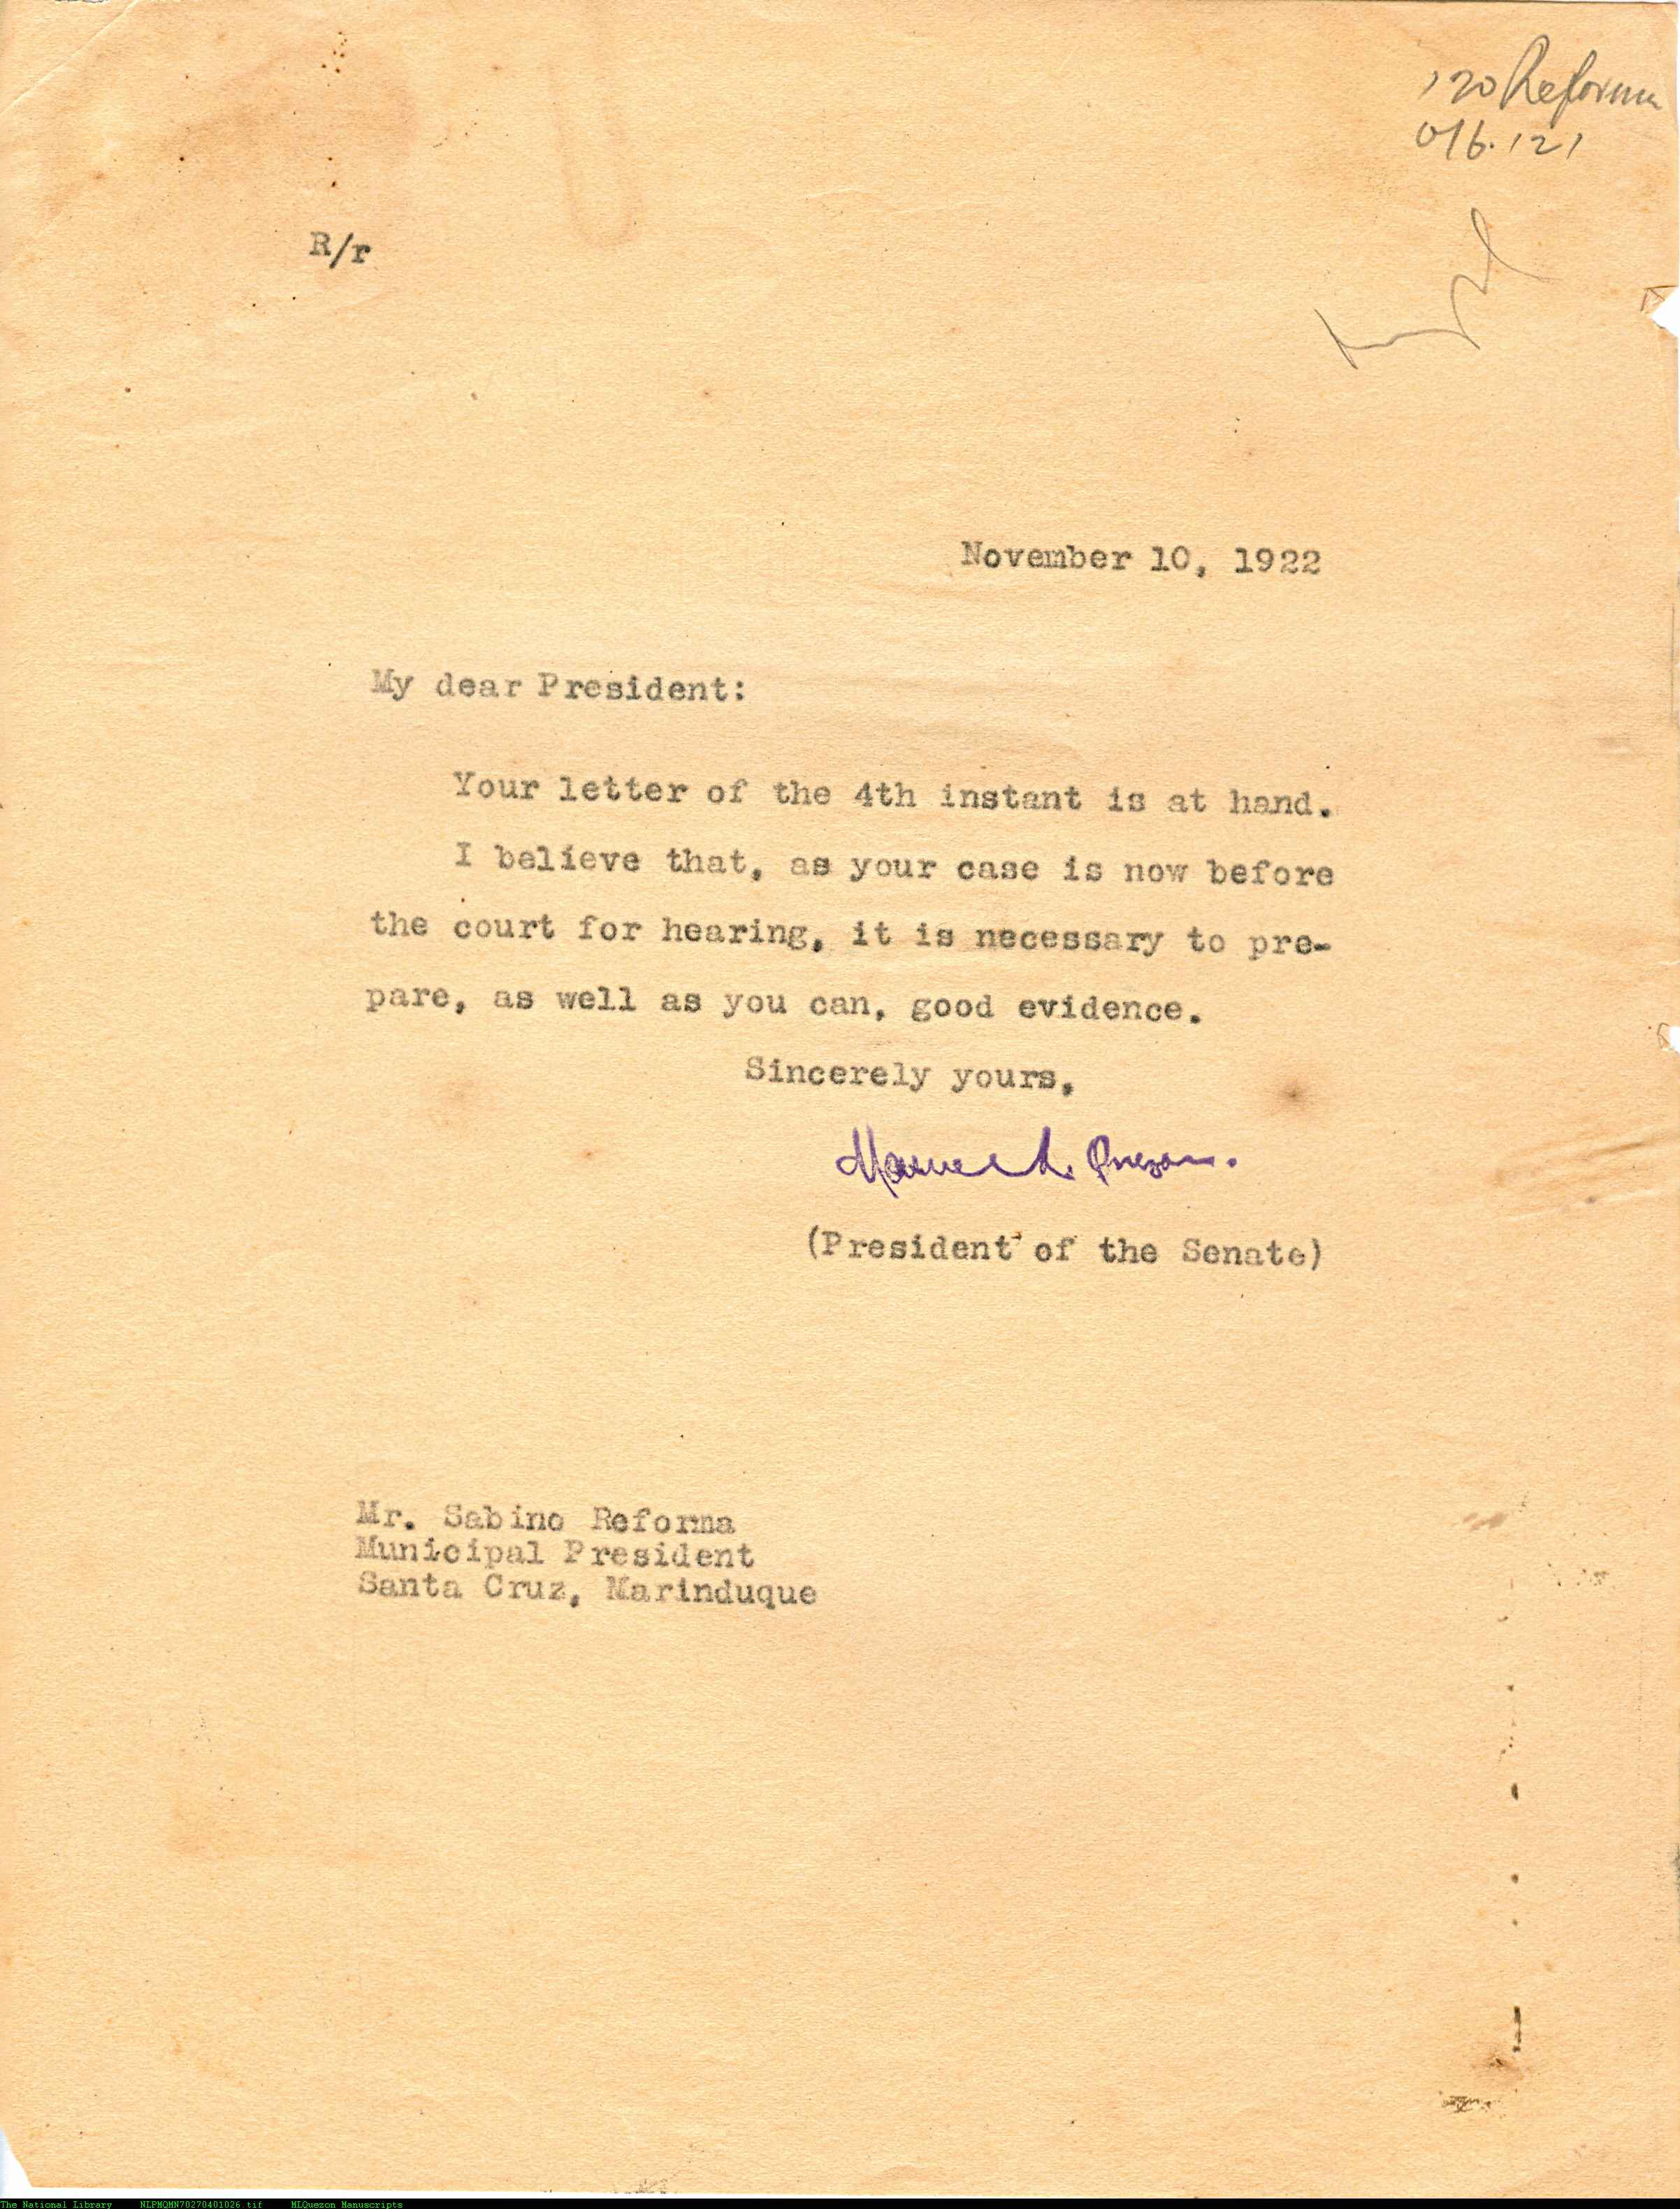 120 Reforma
016.121
R/r
November 10, 1922
My dear President:
Your letter of the 4th instant is at hand.
I believe that, as your case is now before
the court for hearing, it is necessary to pre-
pare, as well as you can, good evidence.
Sincerely yours,
Manuel L. Quezon.
(President of the Senate)
Mr. Sabino Reforma
Municipal President
Santa Cruz, Marinduque
The National Library NLPMQMN70270401026.tif MLQuezon Manuscripts